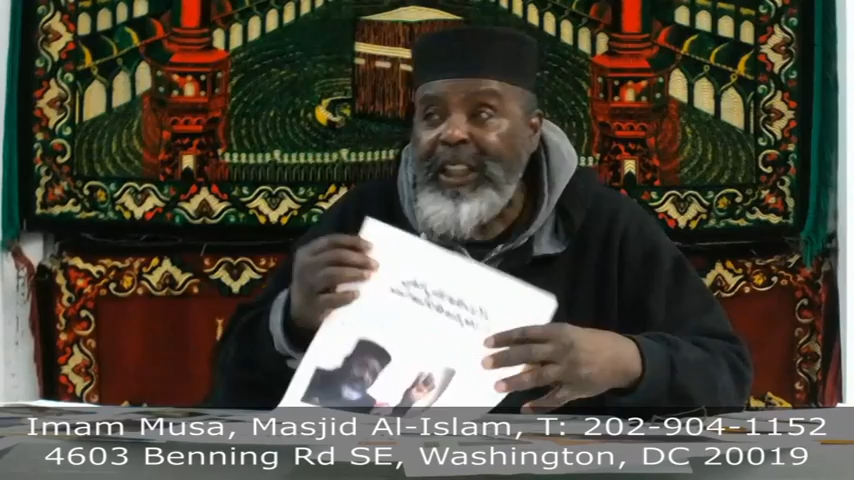 Imam Musa, Masjid Al-Islam, T: 202-904-1152
4603 Benning Rd SE, Washington, DC 20019